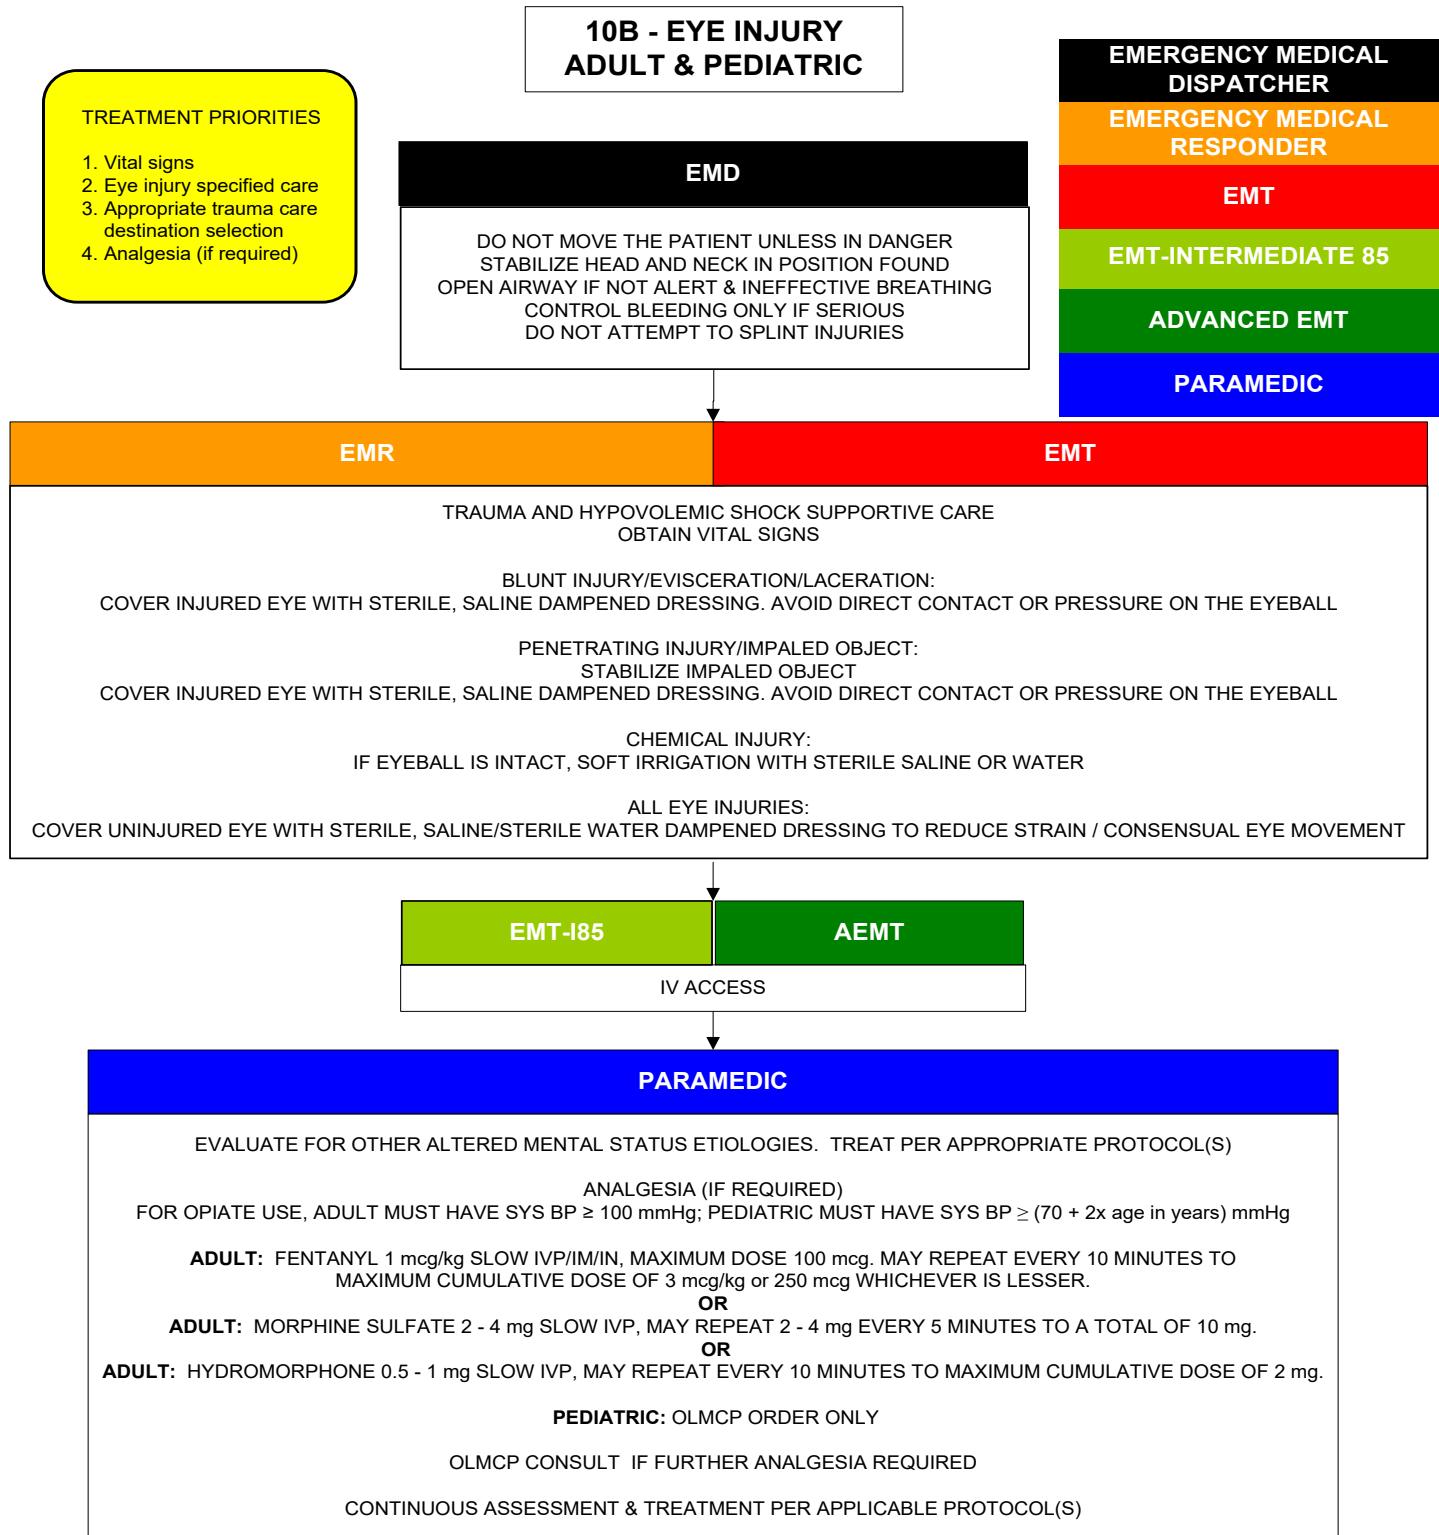 10B - EYE INJURY
ADULT & PEDIATRIC
TREATMENT PRIORITIES
1. Vital signs
2. Eye injury specified care
3. Appropriate trauma care
destination selection
4. Analgesia (if required)
EMERGENCY MEDICAL
DISPATCHER
EMERGENCY MEDICAL
RESPONDER
EMT
EMT-INTERMEDIATE 85
ADVANCED EMT
PARAMEDIC
EMD
DO NOT MOVE THE PATIENT UNLESS IN DANGER
STABILIZE HEAD AND NECK IN POSITION FOUND
OPEN AIRWAY IF NOT ALERT & INEFFECTIVE BREATHING
CONTROL BLEEDING ONLY IF SERIOUS
DO NOT ATTEMPT TO SPLINT INJURIES
EMR
EMT
TRAUMA AND HYPOVOLEMIC SHOCK SUPPORTIVE CARE
OBTAIN VITAL SIGNS
BLUNT INJURY/EVISCERATION/LACERATION:
COVER INJURED EYE WITH STERILE, SALINE DAMPENED DRESSING. AVOID DIRECT CONTACT OR PRESSURE ON THE EYEBALL
PENETRATING INJURY/IMPALED OBJECT:
STABILIZE IMPALED OBJECT
COVER INJURED EYE WITH STERILE, SALINE DAMPENED DRESSING. AVOID DIRECT CONTACT OR PRESSURE ON THE EYEBALL
CHEMICAL INJURY:
IF EYEBALL IS INTACT, SOFT IRRIGATION WITH STERILE SALINE OR WATER
ALL EYE INJURIES:
COVER UNINJURED EYE WITH STERILE, SALINE/STERILE WATER DAMPENED DRESSING TO REDUCE STRAIN / CONSENSUAL EYE MOVEMENT
EMT-I85
AEMT
IV ACCESS
PARAMEDIC
EVALUATE FOR OTHER ALTERED MENTAL STATUS ETIOLOGIES. TREAT PER APPROPRIATE PROTOCOL(S)
ANALGESIA (IF REQUIRED)
FOR OPIATE USE, ADULT MUST HAVE SYS BP ≥ 100 mmHg; PEDIATRIC MUST HAVE SYS BP ≥ (70 + 2x age in years) mmHg
ADULT: FENTANYL 1 mcg/kg SLOW IVP/IM/IN, MAXIMUM DOSE 100 mcg. MAY REPEAT EVERY 10 MINUTES TO
MAXIMUM CUMULATIVE DOSE OF 3 mcg/kg or 250 mcg WHICHEVER IS LESSER.
OR
ADULT: MORPHINE SULFATE 2 - 4 mg SLOW IVP, MAY REPEAT 2 - 4 mg EVERY 5 MINUTES TO A TOTAL OF 10 mg.
OR
ADULT: HYDROMORPHONE 0.5 - 1 mg SLOW IVP, MAY REPEAT EVERY 10 MINUTES TO MAXIMUM CUMULATIVE DOSE OF 2 mg.
PEDIATRIC: OLMCP ORDER ONLY
OLMCP CONSULT IF FURTHER ANALGESIA REQUIRED
CONTINUOUS ASSESSMENT & TREATMENT PER APPLICABLE PROTOCOL(S)